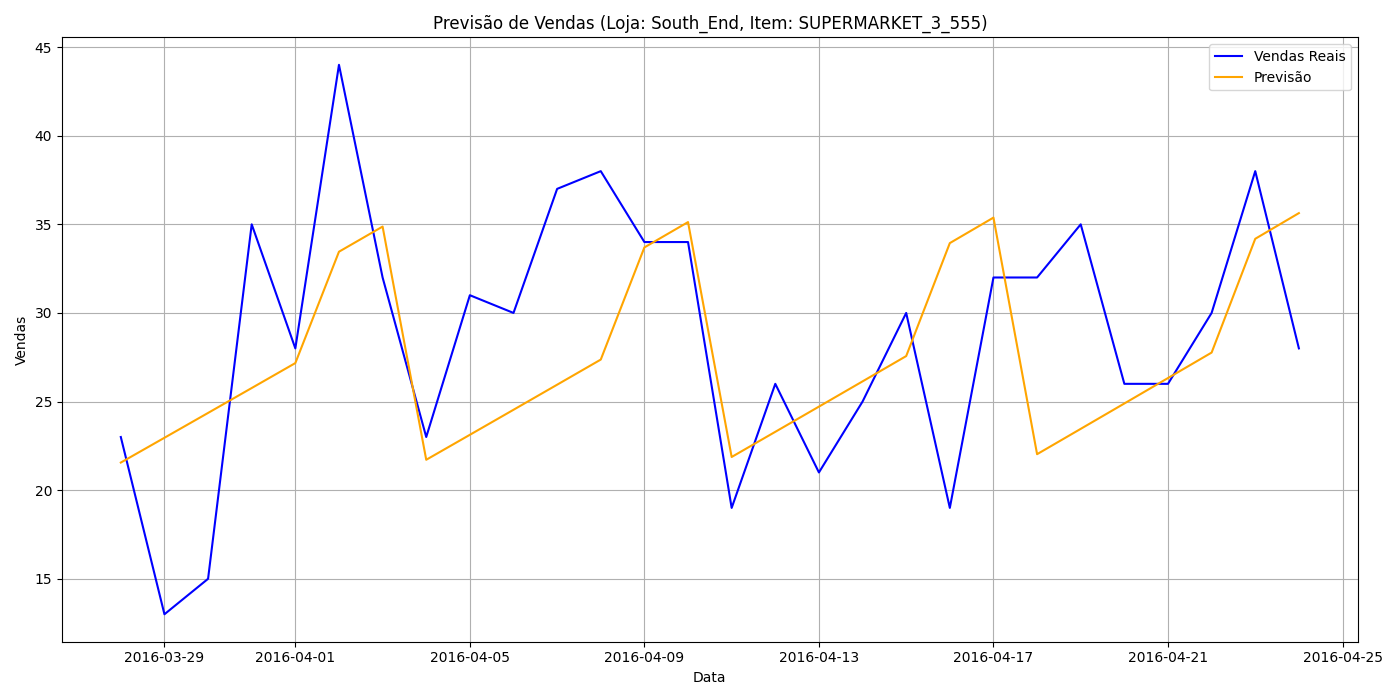 Previsão de Vendas (Loja: South_End, Item: SUPERMARKET_3_555)
Vendas Reais
Previsão
Vendas
45
40
35
30
25
20
15
2016-03-29 2016-04-01 2016-04-05 2016-04-09 2016-04-13 2016-04-17 2016-04-21 2016-04-25
Data